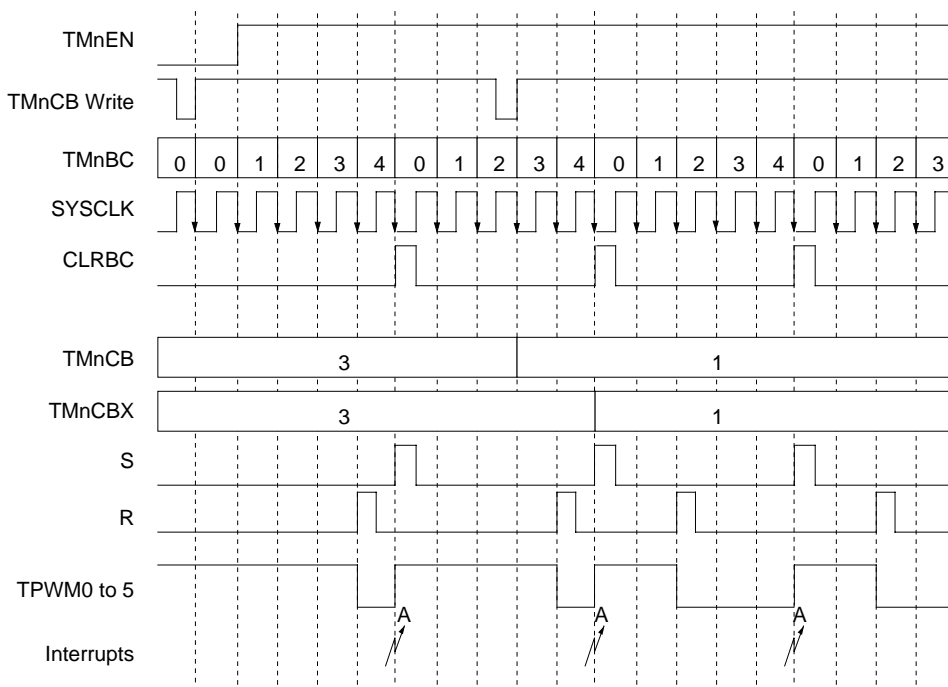 TMnEN
TMnCB Write
TMnBC 0 0 1 2 3 4 0 1 2 3 4 0 1 2 3 4 0 1 2 3
SYSCLK
CLRBC
TMnCB 3 1
TMnCBX 3 1
S
R
TPWM0 to 5
A A A
Interrupts